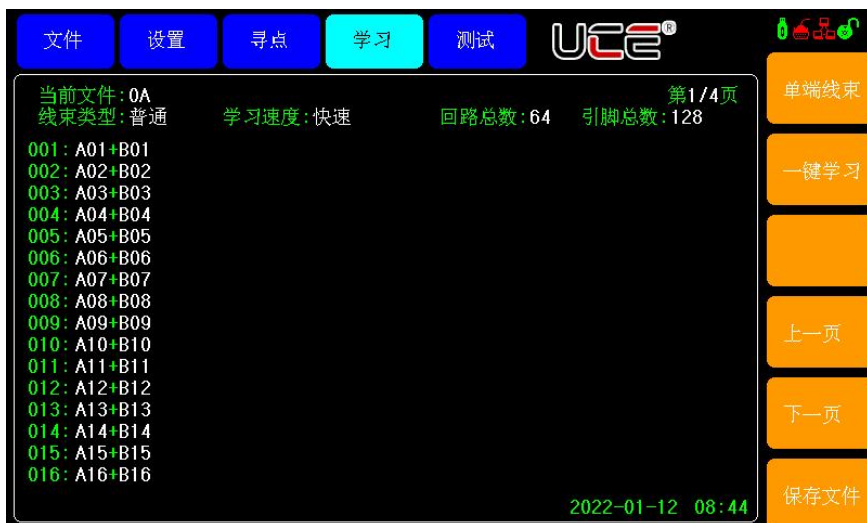 文件 设置 寻点 学习 测试 UCE®
当前文件:0A 第1/4页
线束类型:普通 学习速度:快速 回路总数:64 引脚总数:128
001: A01+B01
002: A02+B02
003: A03+B03
004: A04+B04
005: A05+B05
006: A06+B06
007: A07+B07
008: A08+B08
009: A09+B09
010: A10+B10
011: A11+B11
012: A12+B12
013: A13+B13
014: A14+B14
015: A15+B15
016: A16+B16
2022-01-12 08:44
单端线束
一键学习
上一页
下一页
保存文件